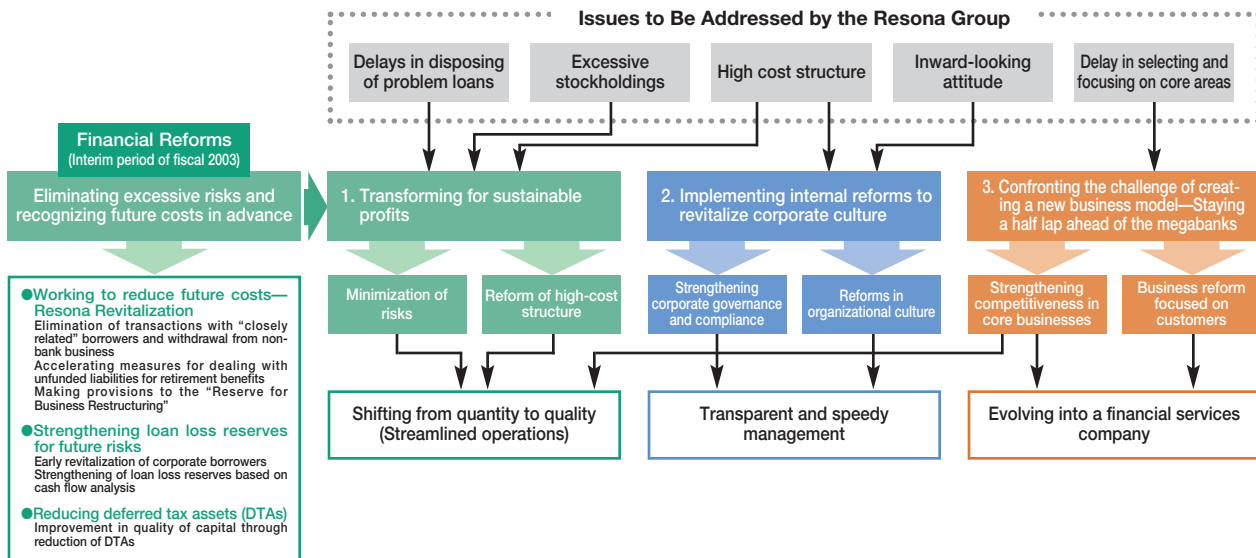 Issues to Be Addressed by the Resona Group
Delays in disposing
of problem loans
Excessive
stockholdings
High cost structure
Inward-looking
attitude
Delay in selecting and
focusing on core areas
Financial Reforms
(Interim period of fiscal 2003)
Eliminating excessive risks and
recognizing future costs in advance
1. Transforming for sustainable
profits
2. Implementing internal reforms to
revitalize corporate culture
3. Confronting the challenge of creat-
ing a new business model—Staying
a half lap ahead of the megabanks
●Working to reduce future costs—
Resona Revitalization
Elimination of transactions with “closely
related” borrowers and withdrawal from non-
bank business
Accelerating measures for dealing with
unfunded liabilities for retirement benefits
Making provisions to the “Reserve for
Business Restructuring”
●Strengthening loan loss reserves
for future risks
Early revitalization of corporate borrowers
Strengthening of loan loss reserves based on
cash flow analysis
●Reducing deferred tax assets (DTAs)
Improvement in quality of capital through
reduction of DTAs
Minimization of
risks
Reform of high-cost
structure
Strengthening
corporate governance
and compliance
Reforms in
organizational culture
Strengthening
competitiveness in
core businesses
Business reform
focused on
customers
Shifting from quantity to quality
(Streamlined operations)
Transparent and speedy
management
Evolving into a financial services
company